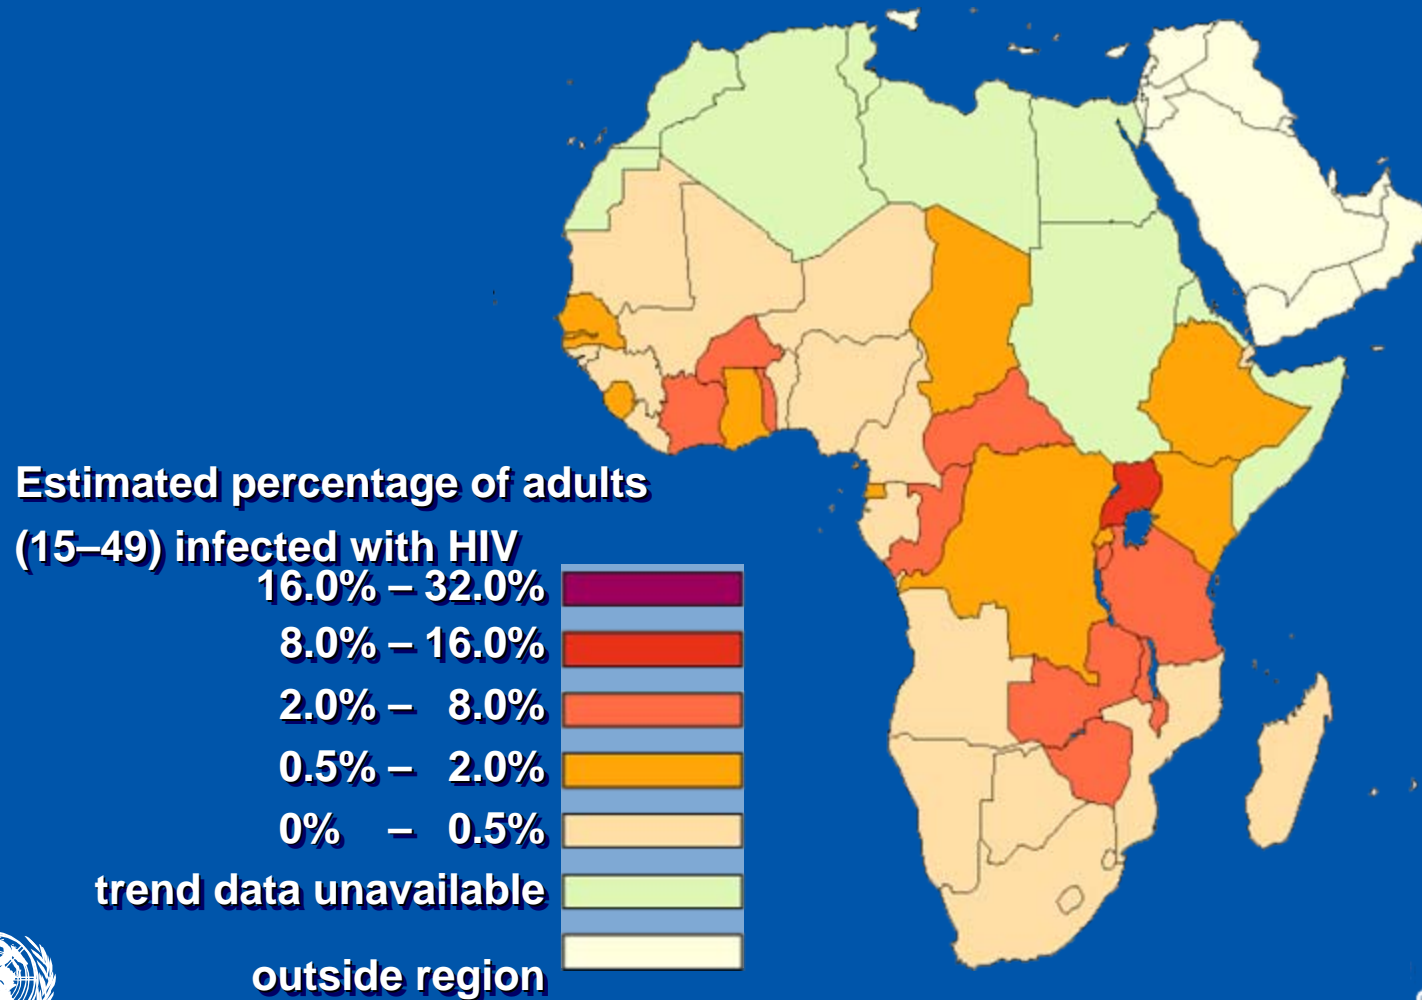 Estimated percentage of adults
(15–49) infected with HIV
16.0% – 32.0%
8.0% – 16.0%
2.0% – 8.0%
0.5% – 2.0%
0% – 0.5%
trend data unavailable
outside region